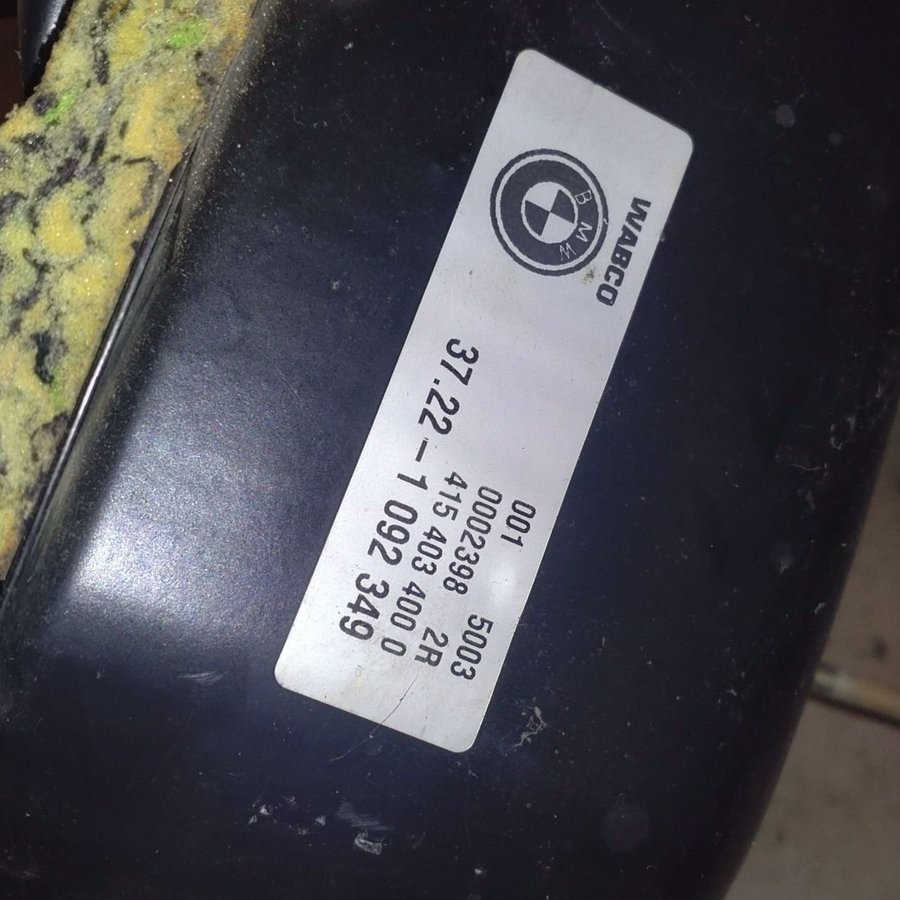 WABCO
BMW
001 5003
0002398 2R
415 403 400 0
37.22-1 092 349